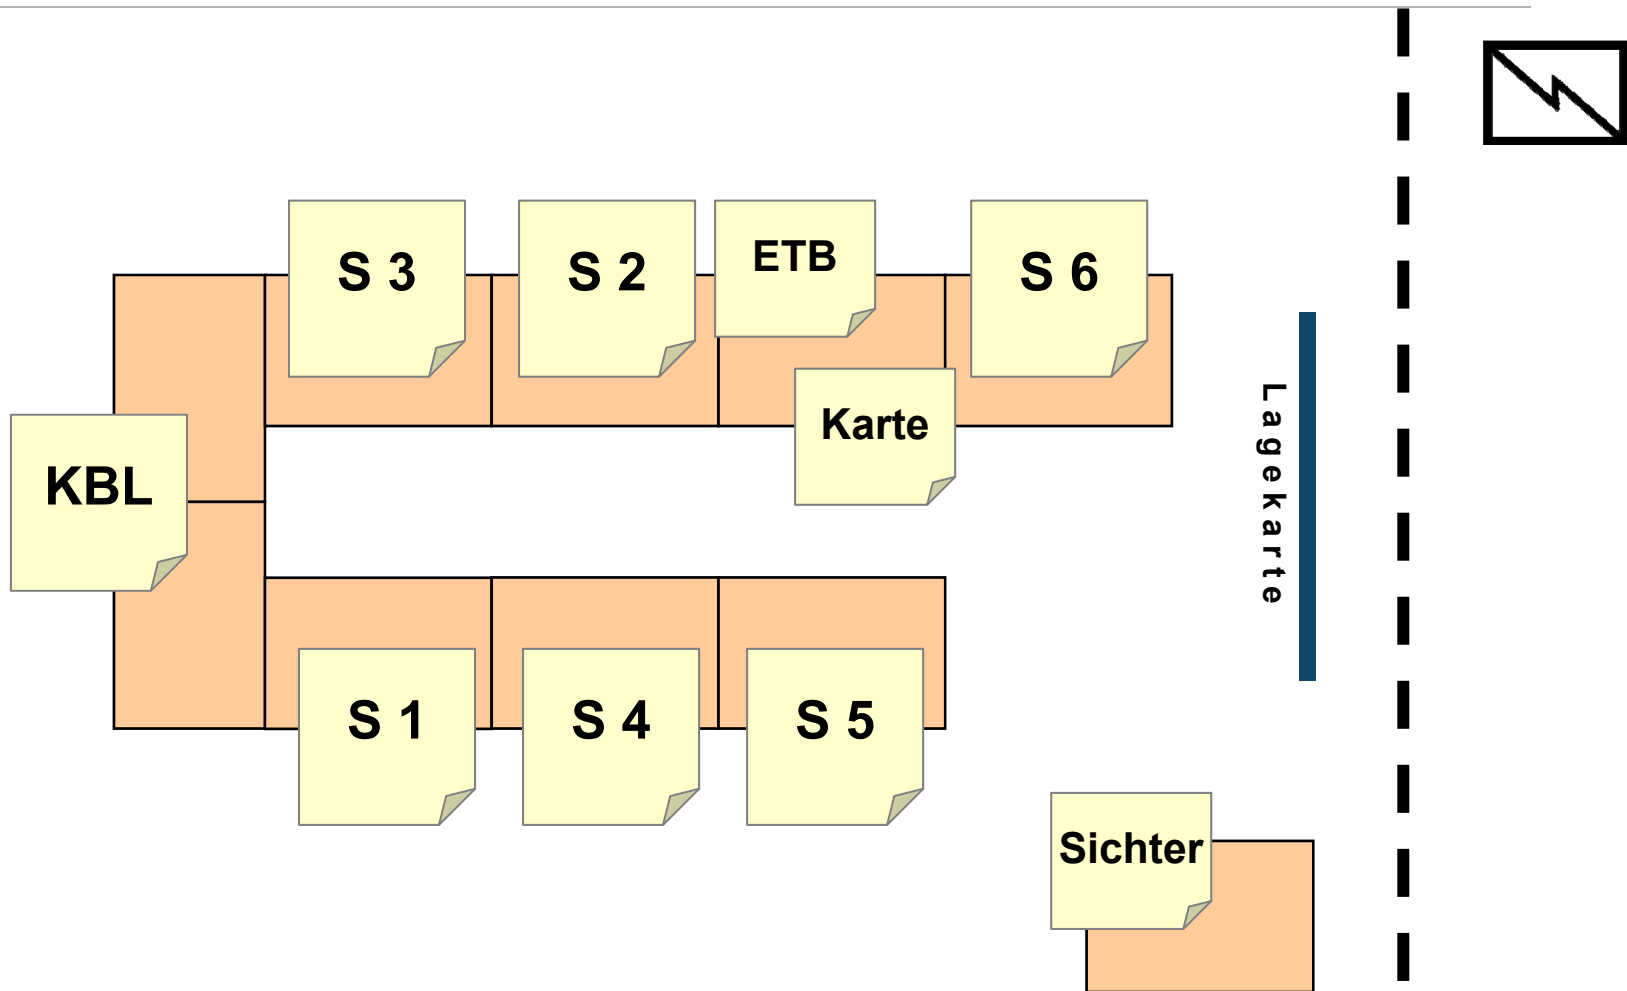 S 3
S 2
ETB
S 6
Karte
KBL
Lagekarte
S 1
S 4
S 5
Sichter